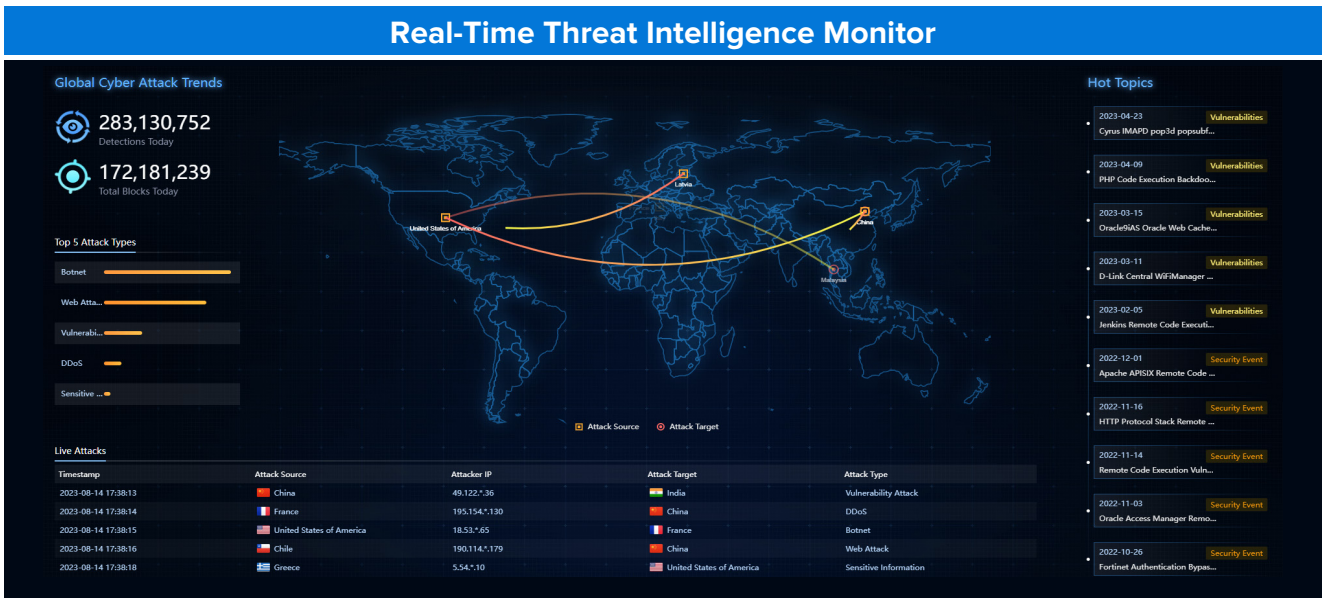 Real-Time Threat Intelligence Monitor
Global Cyber Attack Trends
283,130,752
Detections Today
172,181,239
Total Blocks Today
Top 5 Attack Types
Botnet
Web Atta...
Vulnerabi...
DDoS
Sensitive ...
United States of America
Latvia
China
Malaysia
Attack Source
Attack Target
Live Attacks
Timestamp Attack Source Attacker IP Attack Target Attack Type
2023-08-14 17:38:13 China 49.122.*.36 India Vulnerability Attack
2023-08-14 17:38:14 France 195.154.*.130 China DDoS
2023-08-14 17:38:15 United States of America 18.53.*.65 France Botnet
2023-08-14 17:38:16 Chile 190.114.*.179 China Web Attack
2023-08-14 17:38:18 Greece 5.54.*.10 United States of America Sensitive Information
Hot Topics
2023-04-23 Vulnerabilities
Cyrus IMAPD pop3d popsubf...
2023-04-09 Vulnerabilities
PHP Code Execution Backdoo...
2023-03-15 Vulnerabilities
Oracle9iAS Oracle Web Cache...
2023-03-11 Vulnerabilities
D-Link Central WiFiManager ...
2023-02-05 Vulnerabilities
Jenkins Remote Code Executi...
2022-12-01 Security Event
Apache APISIX Remote Code ...
2022-11-16 Security Event
HTTP Protocol Stack Remote ...
2022-11-14 Security Event
Remote Code Execution Vuln...
2022-11-03 Security Event
Oracle Access Manager Remo...
2022-10-26 Security Event
Fortinet Authentication Bypas...